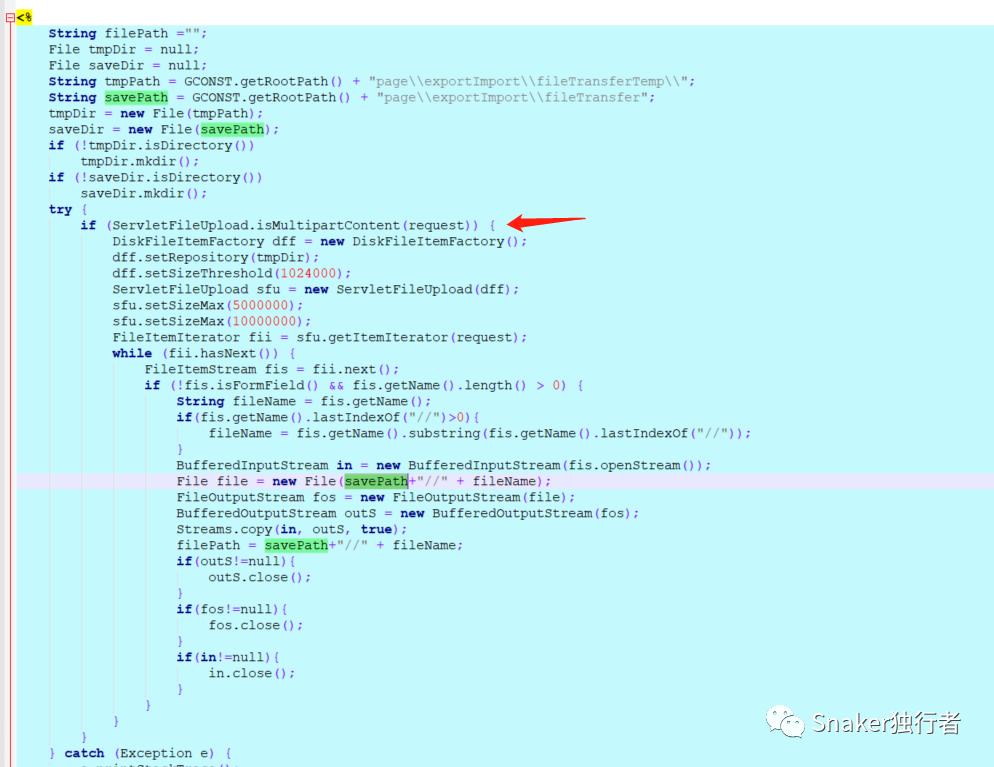 <%
String filePath ="";
File tmpDir = null;
File saveDir = null;
String tmpPath = GCONST.getRootPath() + "page\\exportImport\\fileTransferTemp\\";
String savePath = GCONST.getRootPath() + "page\\exportImport\\fileTransfer";
tmpDir = new File(tmpPath);
saveDir = new File(savePath);
if (!tmpDir.isDirectory())
tmpDir.mkdir();
if (!saveDir.isDirectory())
saveDir.mkdir();
try {
if (ServletFileUpload.isMultipartContent(request)) {
DiskFileItemFactory dff = new DiskFileItemFactory();
dff.setRepository(tmpDir);
dff.setSizeThreshold(1024000);
ServletFileUpload sfu = new ServletFileUpload(dff);
sfu.setSizeMax(5000000);
sfu.setSizeMax(10000000);
FileItemIterator fii = sfu.getItemIterator(request);
while (fii.hasNext()) {
FileItemStream fis = fii.next();
if (!fis.isFormField() && fis.getName().length() > 0) {
String fileName = fis.getName();
if(fis.getName().lastIndexOf("//")>0){
fileName = fis.getName().substring(fis.getName().lastIndexOf("//"));
}
BufferedInputStream in = new BufferedInputStream(fis.openStream());
File file = new File(savePath+"//" + fileName);
FileOutputStream fos = new FileOutputStream(file);
BufferedOutputStream outS = new BufferedOutputStream(fos);
Streams.copy(in, outS, true);
filePath = savePath+"//" + fileName;
if(outS!=null){
outS.close();
}
if(fos!=null){
fos.close();
}
if(in!=null){
in.close();
}
}
}
}
} catch (Exception e) {
Snaker独行者